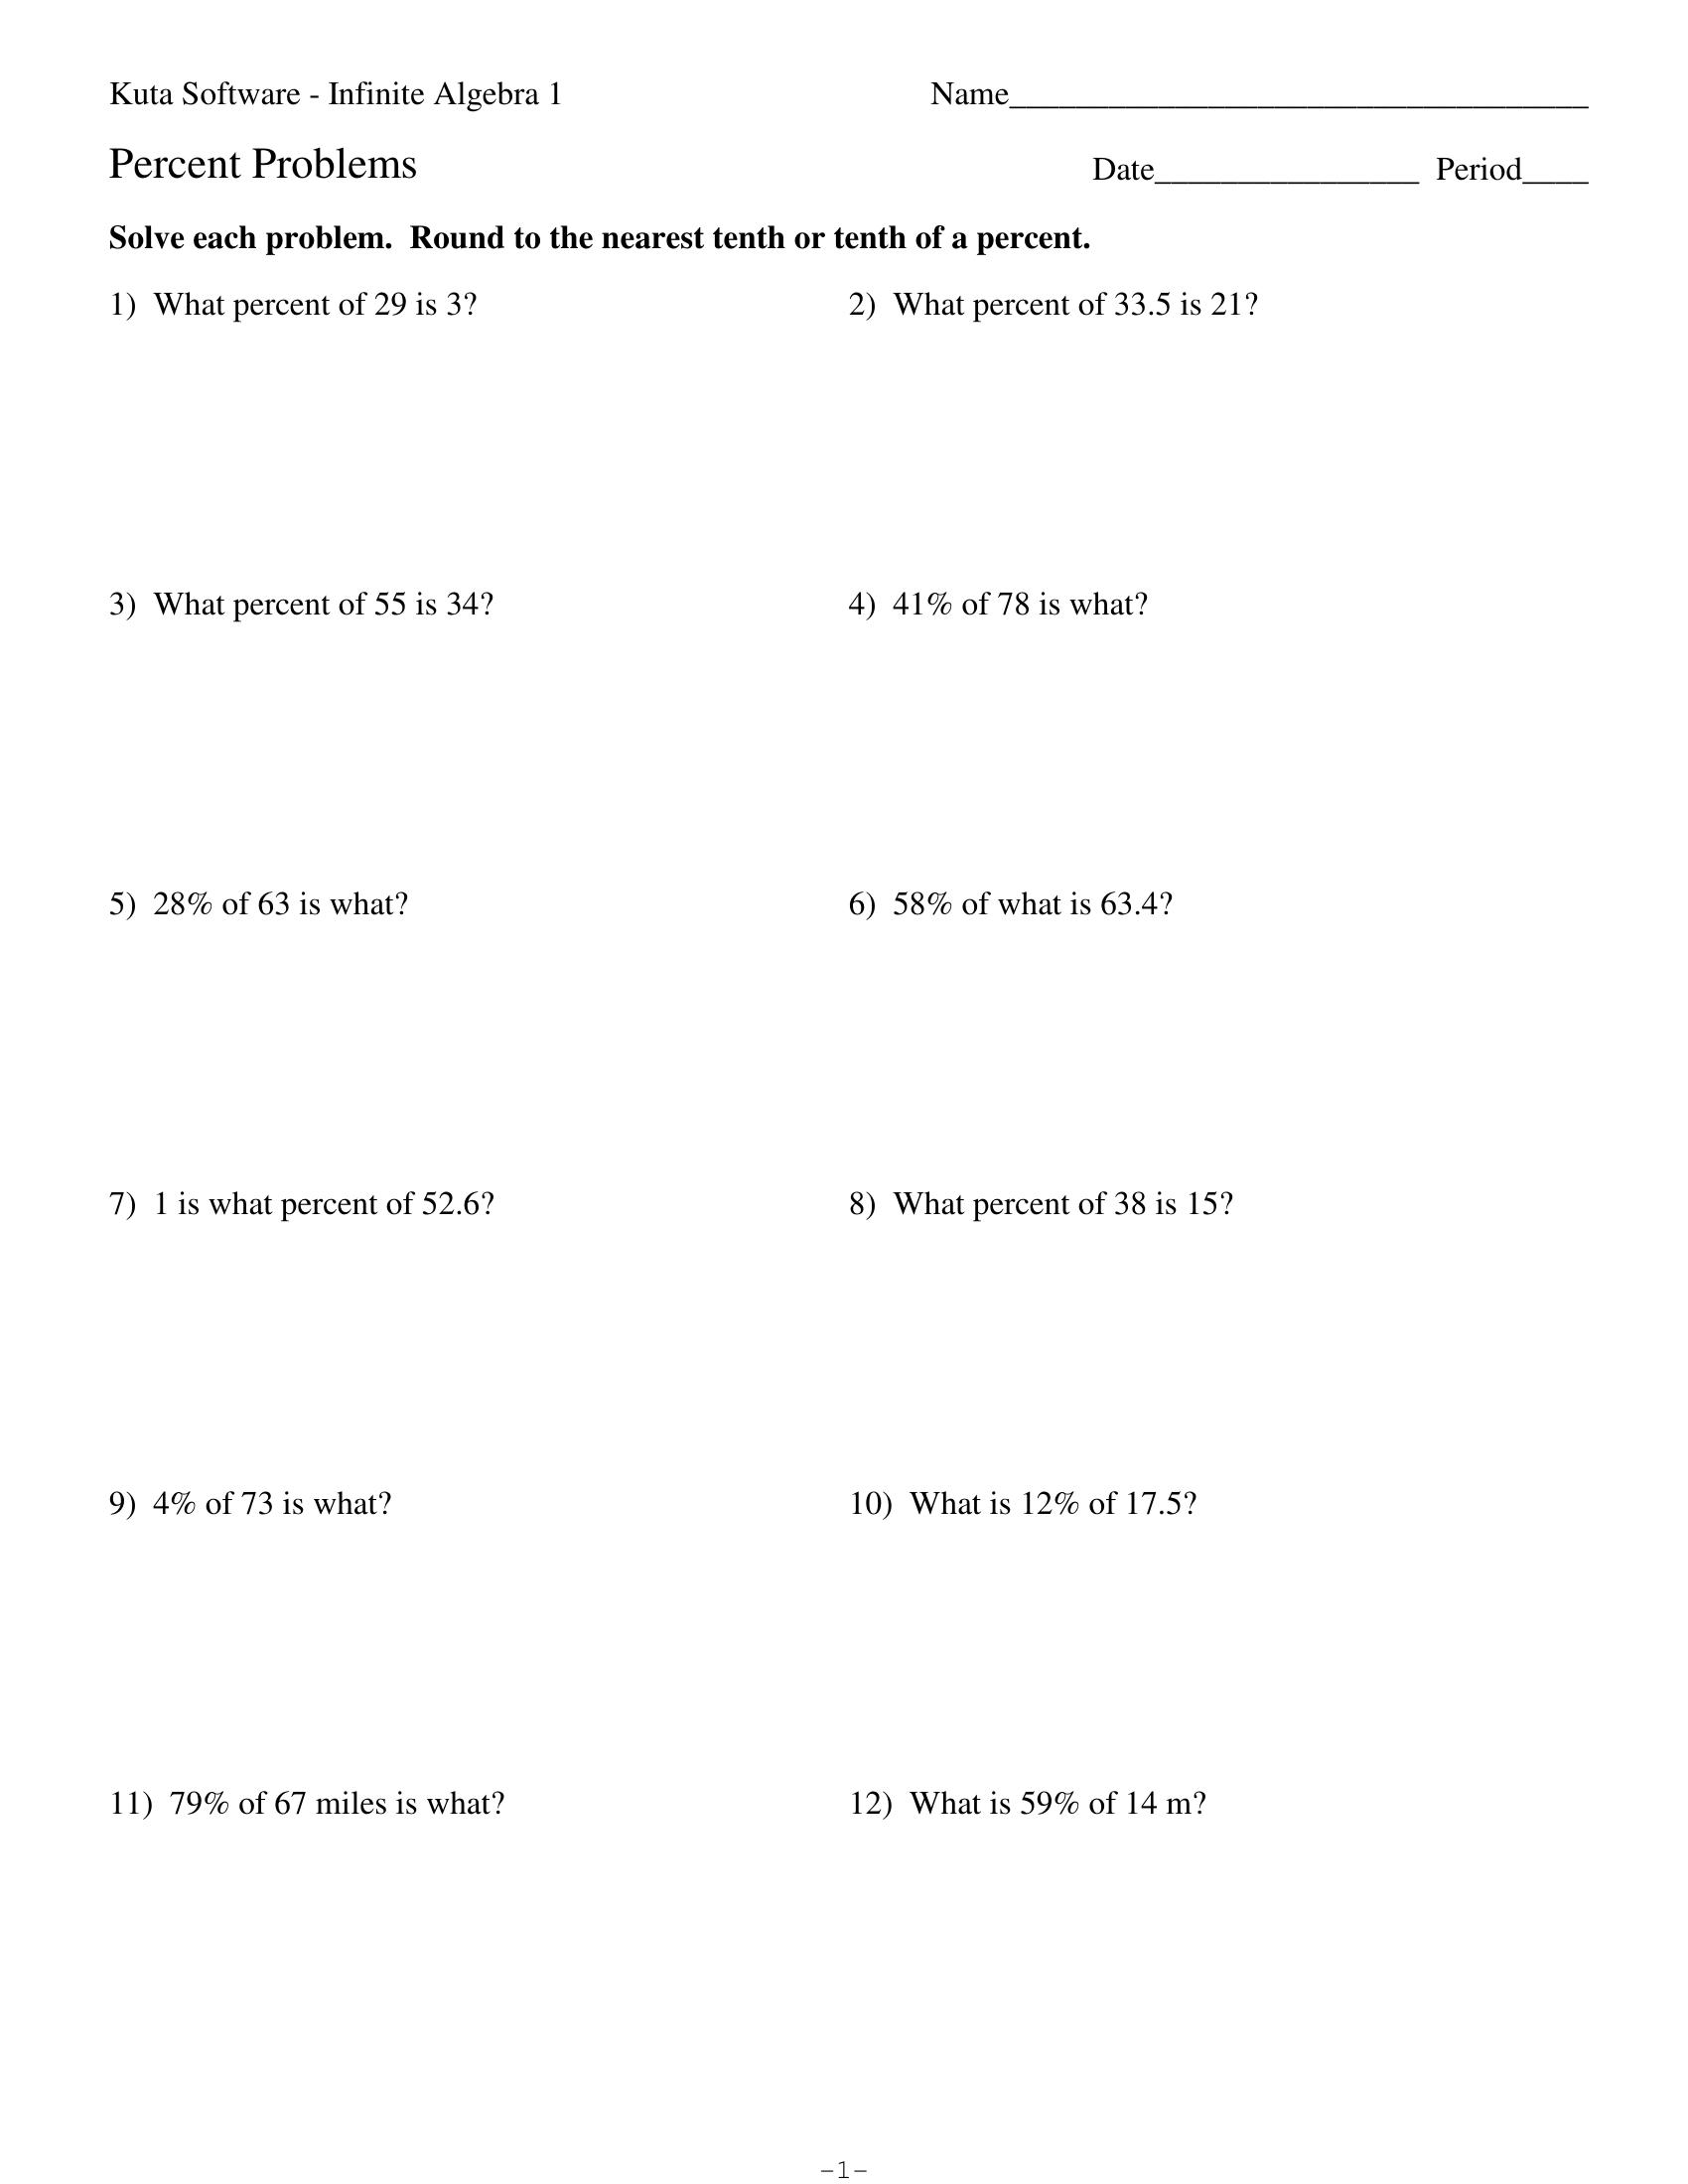 Kuta Software - Infinite Algebra 1
Name___________________________________
Percent Problems
Date________________ Period____
Solve each problem. Round to the nearest tenth or tenth of a percent.
1) What percent of 29 is 3?
2) What percent of 33.5 is 21?
3) What percent of 55 is 34?
4) 41% of 78 is what?
5) 28% of 63 is what?
6) 58% of what is 63.4?
7) 1 is what percent of 52.6?
8) What percent of 38 is 15?
9) 4% of 73 is what?
10) What is 12% of 17.5?
11) 79% of 67 miles is what?
12) What is 59% of 14 m?
-1-